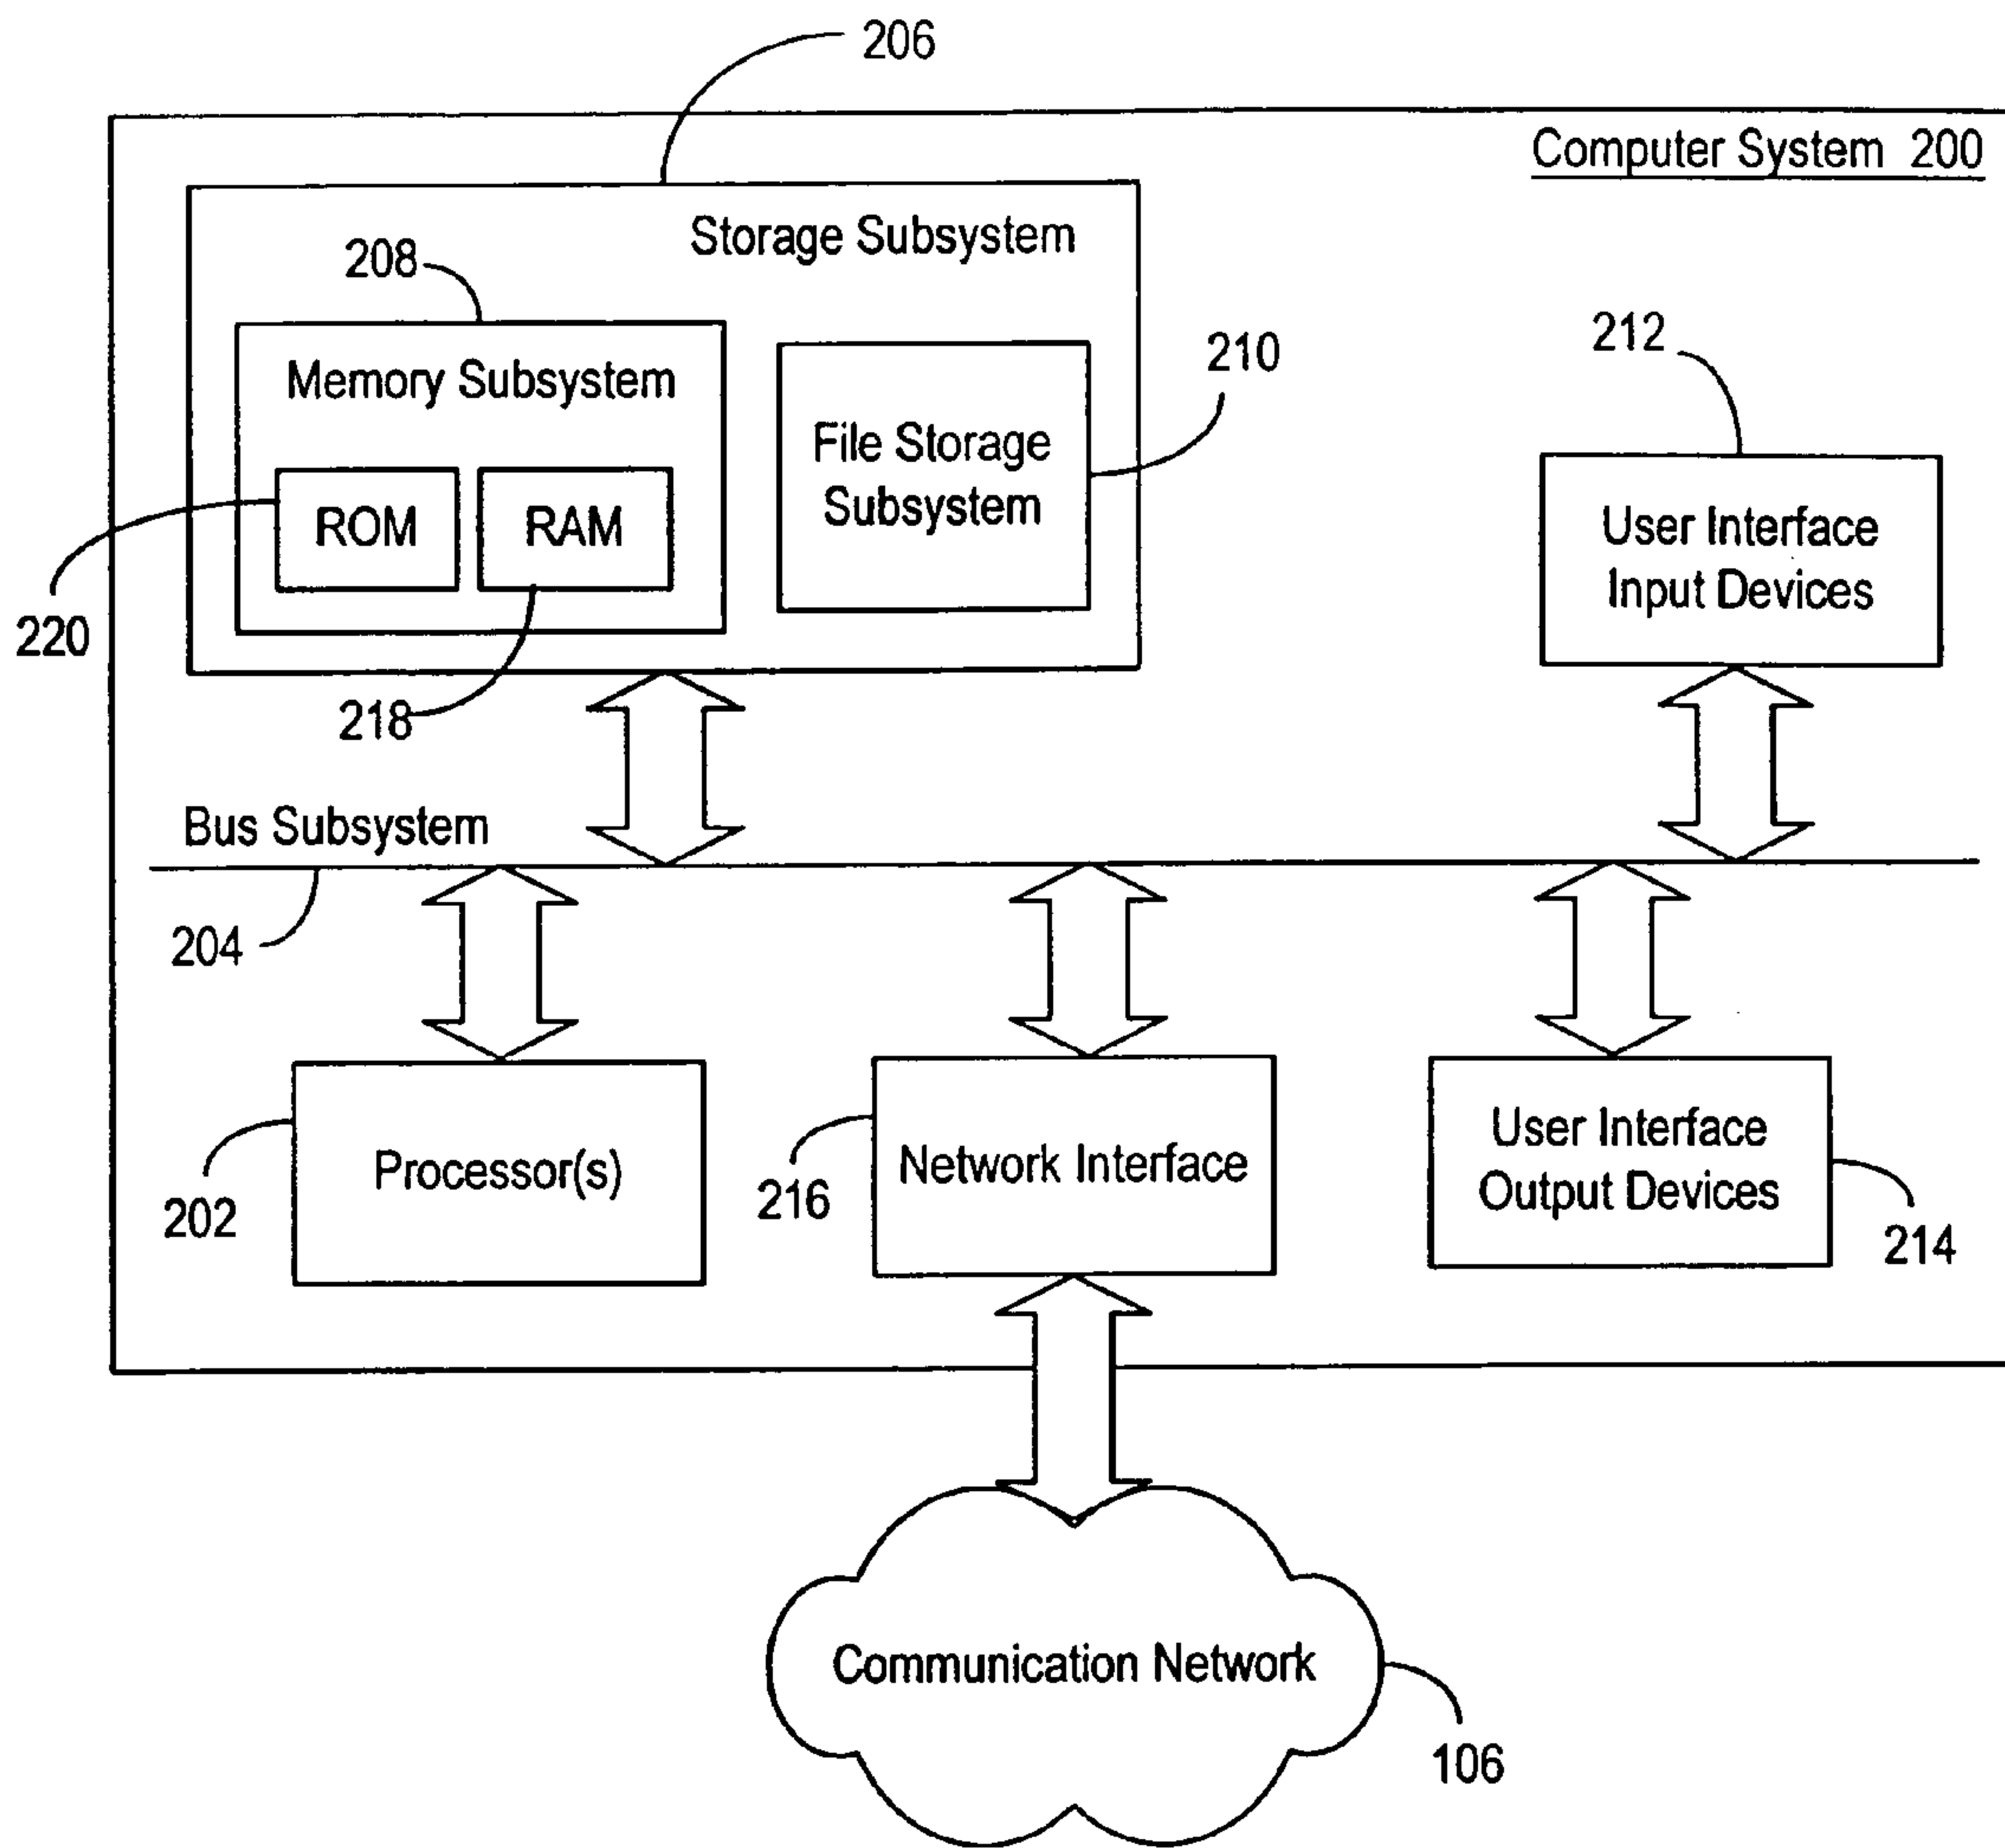 206
Computer System 200
Storage Subsystem
208
Memory Subsystem
210
File Storage
Subsystem
212
ROM
RAM
User Interface
Input Devices
220
218
Bus Subsystem
204
Processor(s)
202
Network Interface
216
User Interface
Output Devices
214
Communication Network
106